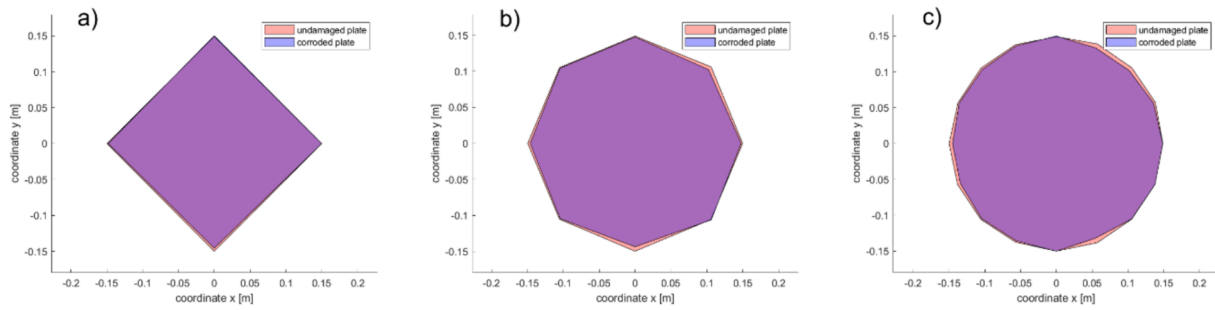 a)
undamaged plate
corroded plate
0.15
0.1
0.05
0
-0.05
-0.1
-0.15
coordinate y [m]
-0.2 -0.15 -0.1 -0.05 0 0.05 0.1 0.15 0.2
coordinate x [m]
b)
undamaged plate
corroded plate
0.15
0.1
0.05
0
-0.05
-0.1
-0.15
coordinate y [m]
-0.2 -0.15 -0.1 -0.05 0 0.05 0.1 0.15 0.2
coordinate x [m]
c)
undamaged plate
corroded plate
0.15
0.1
0.05
0
-0.05
-0.1
-0.15
coordinate y [m]
-0.2 -0.15 -0.1 -0.05 0 0.05 0.1 0.15 0.2
coordinate x [m]